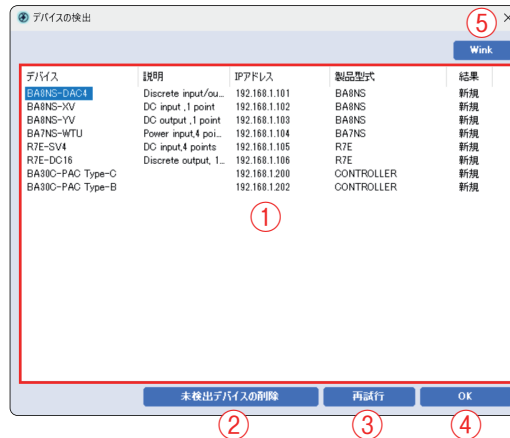 デバイスの検出
⑤
Wink
デバイス 説明 IPアドレス 製品型式 結果
BA8NS-DAC4 Discrete input/ou... 192.168.1.101 BA8NS 新規
BA8NS-XV DC input ,1 point 192.168.1.102 BA8NS 新規
BA8NS-YV DC output ,1 point 192.168.1.103 BA8NS 新規
BA7NS-WTU Power input,4 poi... 192.168.1.104 BA7NS 新規
R7E-SV4 DC input,4 points 192.168.1.105 R7E 新規
R7E-DC16 Discrete output, 1... 192.168.1.106 R7E 新規
BA30C-PAC Type-C 192.168.1.200 CONTROLLER 新規
BA30C-PAC Type-B 192.168.1.202 CONTROLLER 新規
①
未検出デバイスの削除 再試行 OK
② ③ ④